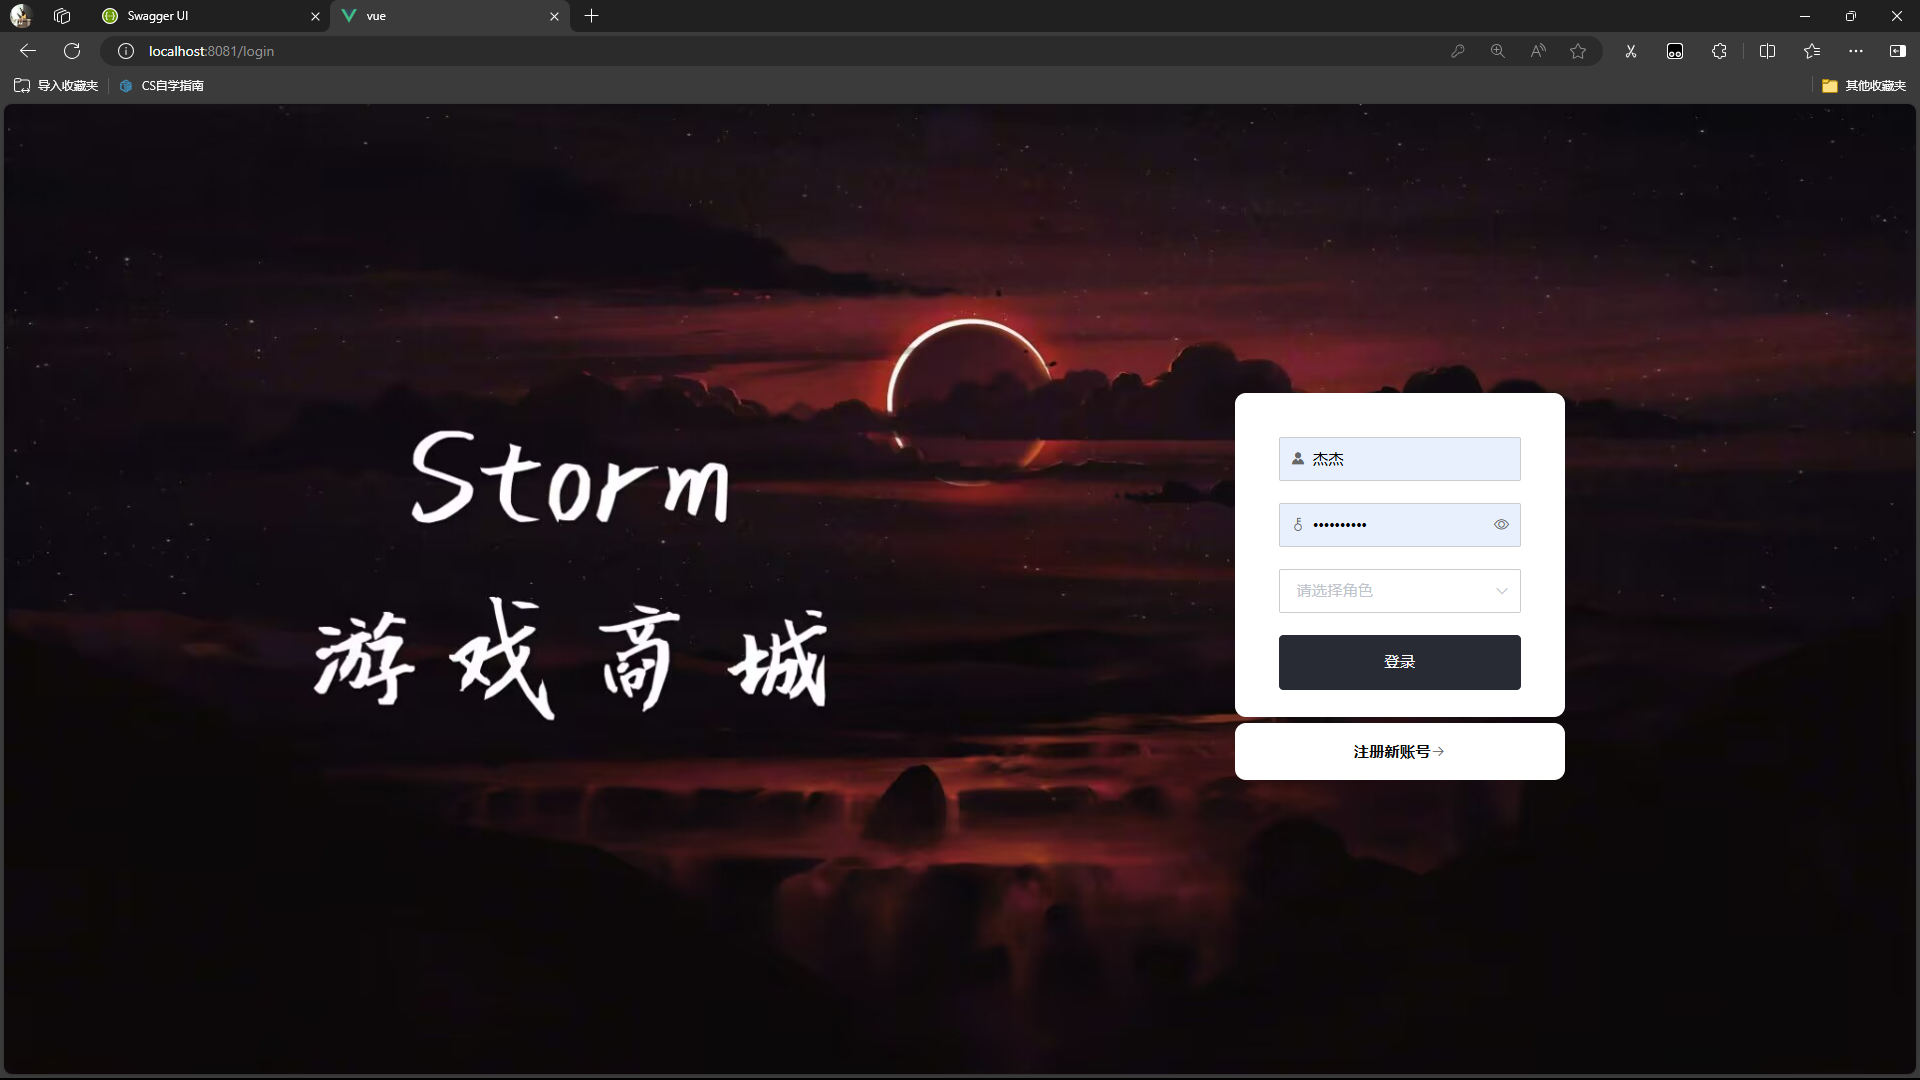 Swagger UI
vue
localhost:8081/login
导入收藏夹
CS自学指南
其他收藏夹
Storm
游戏商城
杰杰
••••••••••
请选择角色
登录
注册新账号→